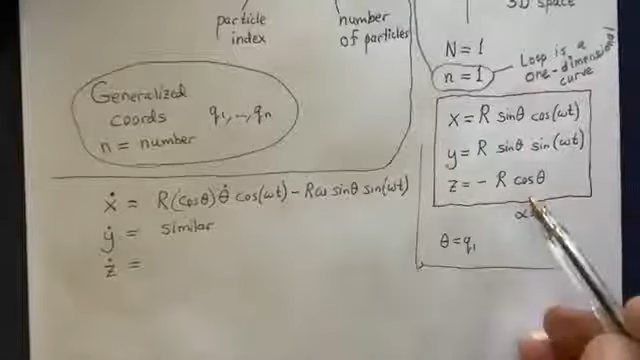 particle
index
number
of particles
3D space
N = 1
n = 1
Loop is a
one-dimensional
curve
Generalized
coords q₁, ..., qₙ
n = number
x = R sinθ cos(ωt)
y = R sinθ sin(ωt)
z = - R cosθ
α
θ = q₁
ẋ = R(cosθ)θ̇ cos(ωt) - Rω sinθ sin(ωt)
ẏ = similar
ż =